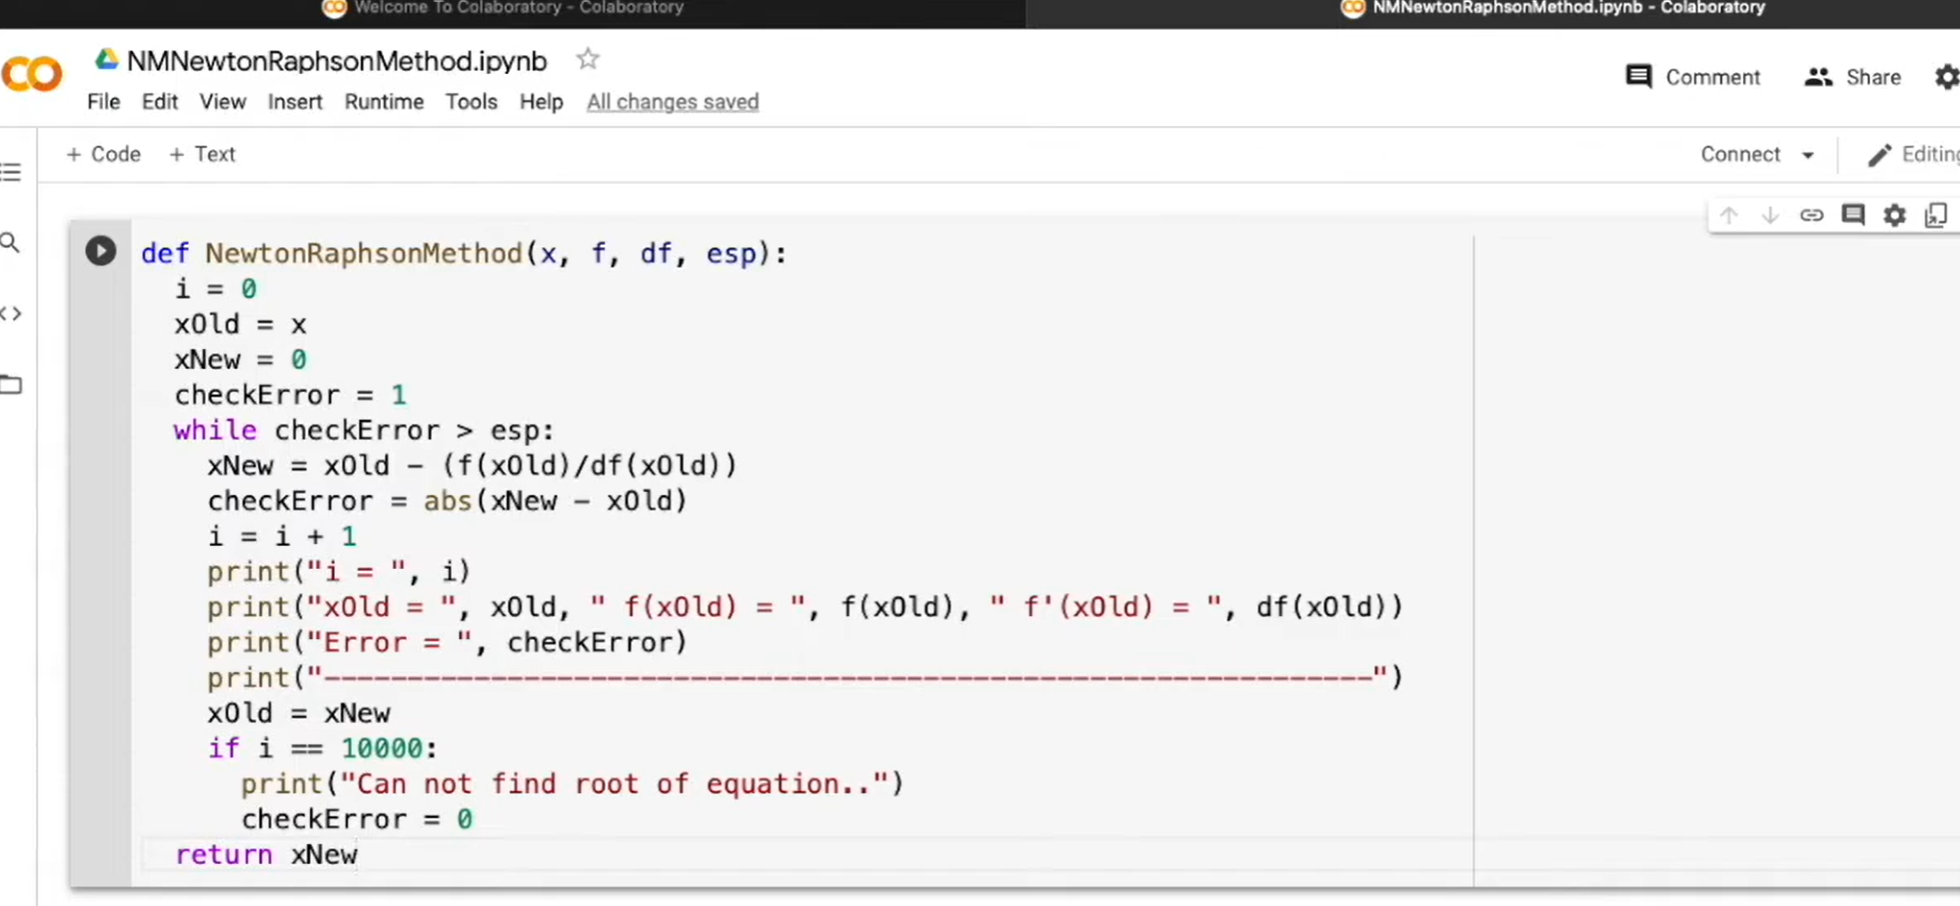 Welcome To Colaboratory - Colaboratory
NMNewtonRaphsonMethod.ipynb - Colaboratory
NMNewtonRaphsonMethod.ipynb
Comment
Share
File Edit View Insert Runtime Tools Help All changes saved
+ Code + Text
Connect
Editing
def NewtonRaphsonMethod(x, f, df, esp):
  i = 0
  xOld = x
  xNew = 0
  checkError = 1
  while checkError > esp:
    xNew = xOld - (f(xOld)/df(xOld))
    checkError = abs(xNew - xOld)
    i = i + 1
    print("i = ", i)
    print("xOld = ", xOld, " f(xOld) = ", f(xOld), " f'(xOld) = ", df(xOld))
    print("Error = ", checkError)
    print("---------------------------------------------------------------")
    xOld = xNew
    if i == 10000:
      print("Can not find root of equation..")
      checkError = 0
  return xNew